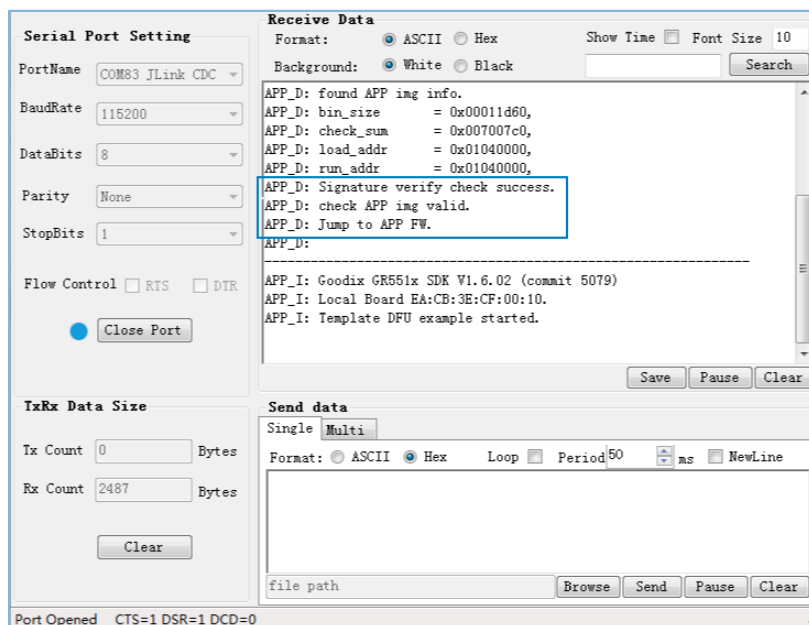 Serial Port Setting
PortName COM83 JLink CDC
BaudRate 115200
DataBits 8
Parity None
StopBits 1
Flow Control RTS DTR
Close Port
Receive Data
Format: ASCII Hex Show Time Font Size 10
Background: White Black Search
APP_D: found APP img info.
APP_D: bin_size = 0x00011d60,
APP_D: check_sum = 0x007007c0,
APP_D: load_addr = 0x01040000,
APP_D: run_addr = 0x01040000,
APP_D: Signature verify check success.
APP_D: check APP img valid.
APP_D: Jump to APP FW.
APP_D:
--------------------------------------------------------------------
APP_I: Goodix GR551x SDK V1.6.02 (commit 5079)
APP_I: Local Board EA:CB:3E:CF:00:10.
APP_I: Template DFU example started.
Save Pause Clear
TxRx Data Size
Tx Count 0 Bytes
Rx Count 2487 Bytes
Clear
Send data
Single Multi
Format: ASCII Hex Loop Period 50 ms NewLine
file path Browse Send Pause Clear
Port Opened CTS=1 DSR=1 DCD=0